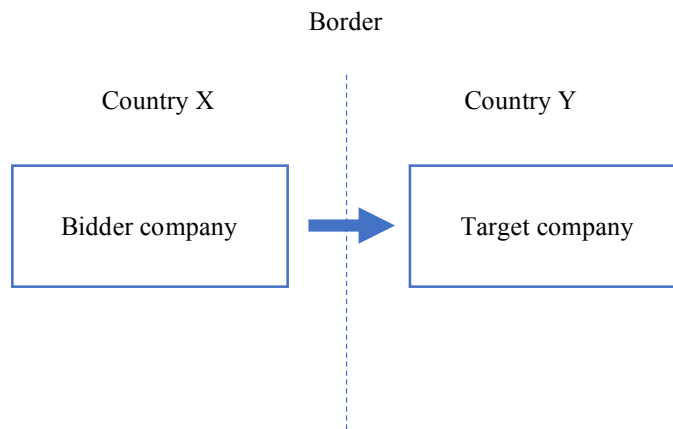 Border
Country X
Country Y
Bidder company
Target company